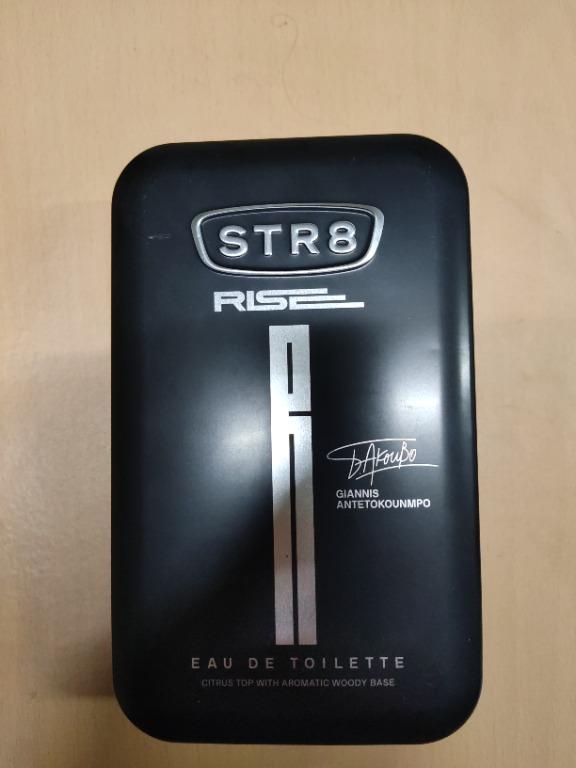 STR8
RISE
GIANNIS
ANTETOKOUNMPO
EAU DE TOILETTE
CITRUS TOP WITH AROMATIC WOODY BASE